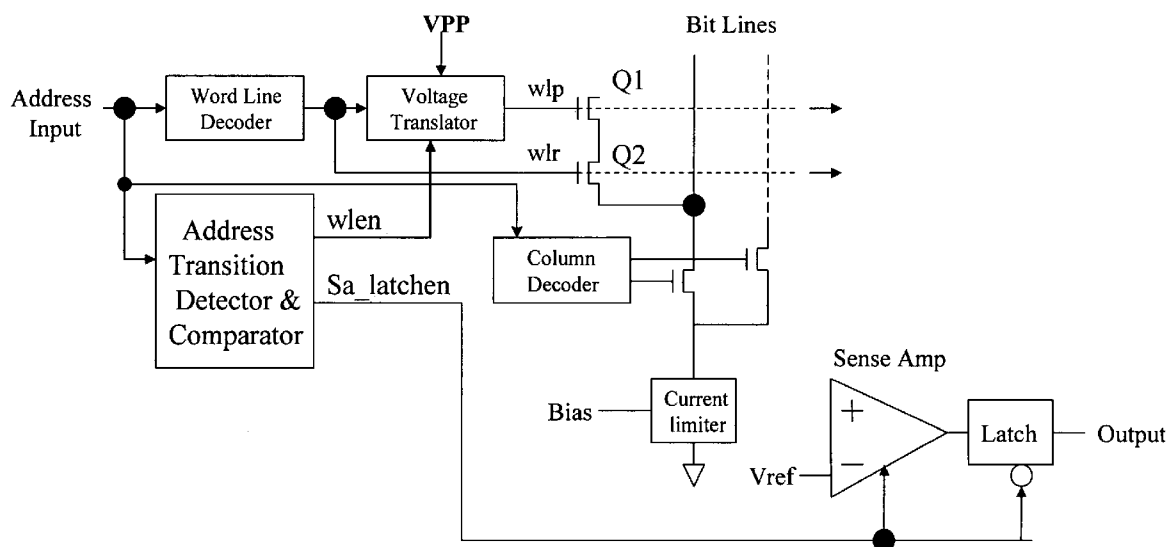 VPP
Bit Lines
Address
Input
Word Line
Decoder
Voltage
Translator
wlp
Q1
wlr
Q2
Address
Transition
Detector &
Comparator
wlen
Sa_latchen
Column
Decoder
Bias
Current
limiter
Sense Amp
+
−
Vref
Latch
Output